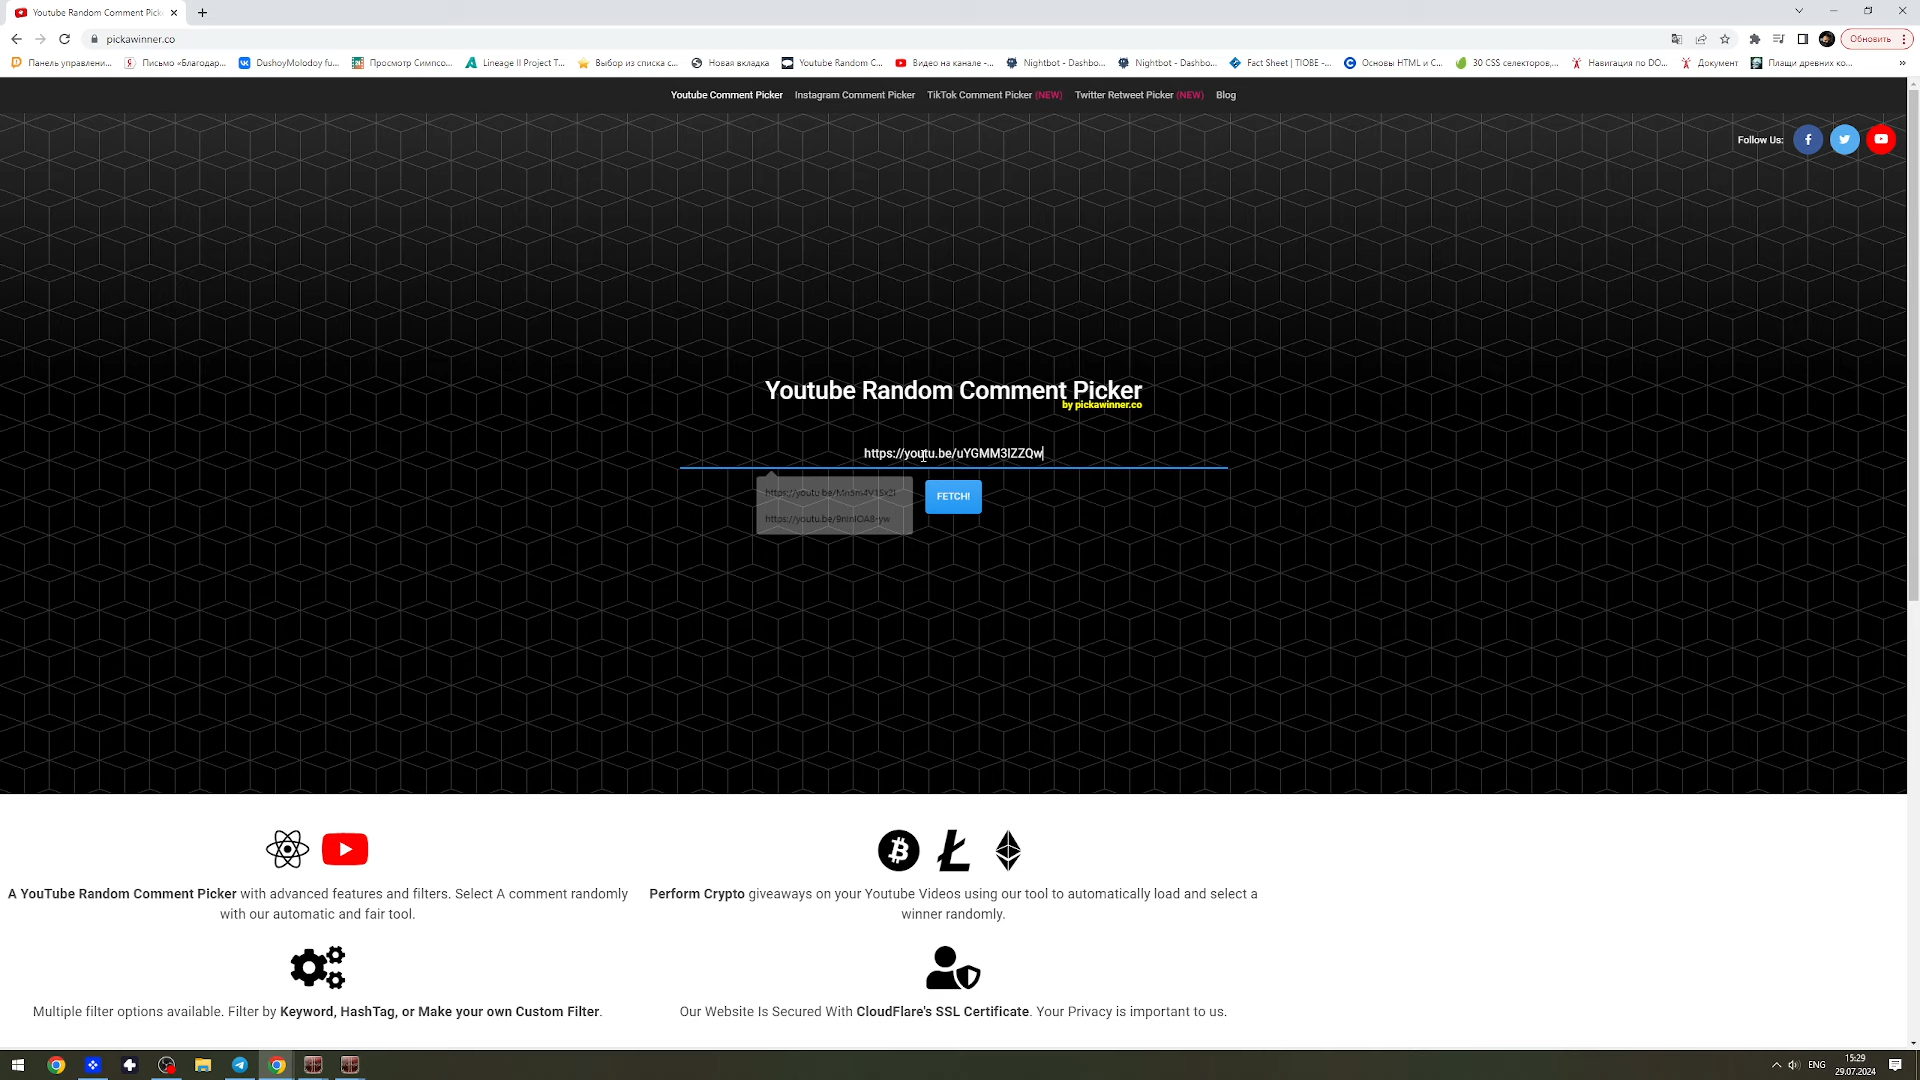 Youtube Random Comment Pick
pickawinner.co
Обновить
Панель управлени...
Письмо «Благодар...
DushoyMolodoy fu...
Просмотр Симпсо...
Lineage II Project T...
Выбор из списка с...
Новая вкладка
Youtube Random C...
Видео на канале -...
Nightbot - Dashbo...
Nightbot - Dashbo...
Fact Sheet | TIOBE -...
Основы HTML и C...
30 CSS селекторов,...
Навигация по DO...
Документ
Плащи древних ко...
»
Youtube Comment Picker
Instagram Comment Picker
TikTok Comment Picker (NEW)
Twitter Retweet Picker (NEW)
Blog
Follow Us:
Youtube Random Comment Picker
by pickawinner.co
https://youtu.be/uYGMM3IZZQw
FETCH!
A YouTube Random Comment Picker with advanced features and filters. Select A comment randomly
with our automatic and fair tool.
Perform Crypto giveaways on your Youtube Videos using our tool to automatically load and select a
winner randomly.
Multiple filter options available. Filter by Keyword, HashTag, or Make your own Custom Filter.
Our Website Is Secured With CloudFlare's SSL Certificate. Your Privacy is important to us.
ENG
15:29
29.07.2024